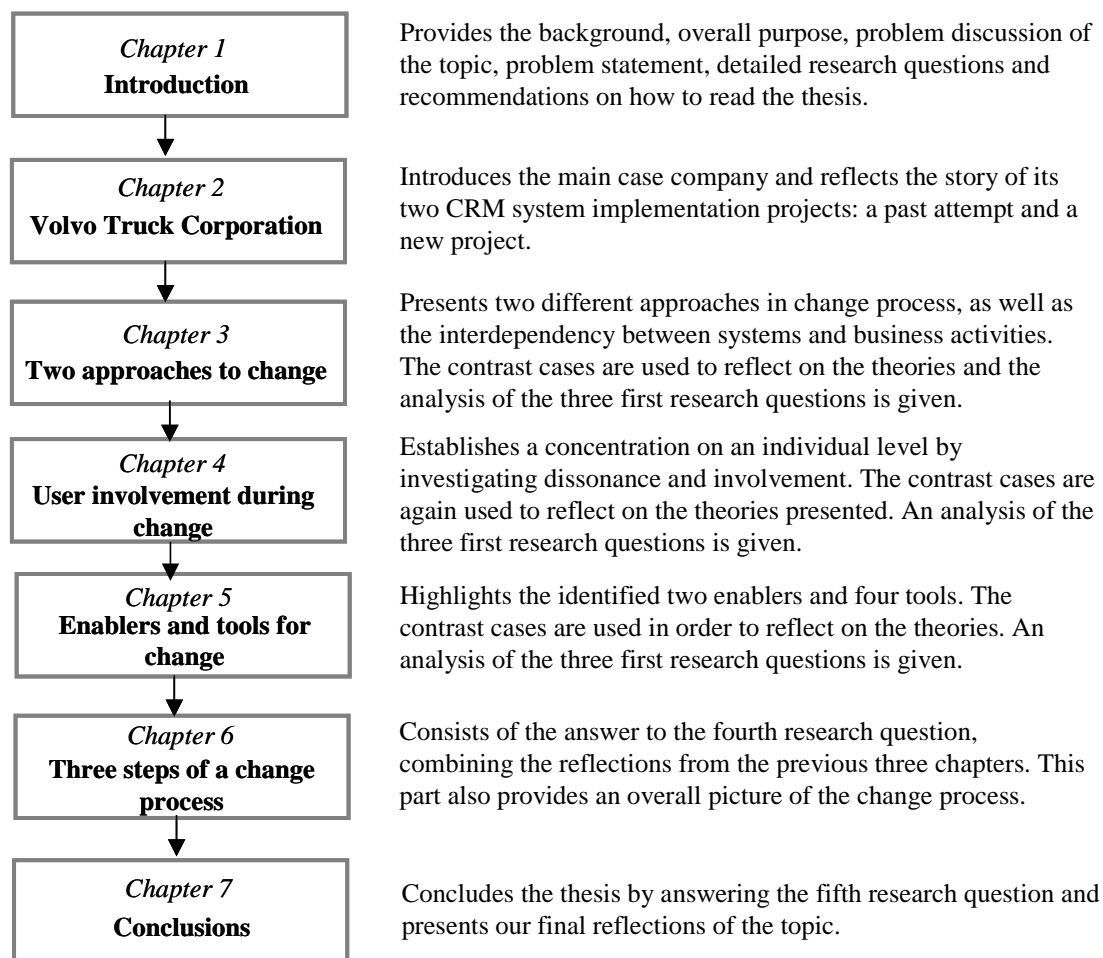 Chapter 1
Introduction
Provides the background, overall purpose, problem discussion of
the topic, problem statement, detailed research questions and
recommendations on how to read the thesis.
Chapter 2
Volvo Truck Corporation
Introduces the main case company and reflects the story of its
two CRM system implementation projects: a past attempt and a
new project.
Chapter 3
Two approaches to change
Presents two different approaches in change process, as well as
the interdependency between systems and business activities.
The contrast cases are used to reflect on the theories and the
analysis of the three first research questions is given.
Chapter 4
User involvement during
change
Establishes a concentration on an individual level by
investigating dissonance and involvement. The contrast cases are
again used to reflect on the theories presented. An analysis of the
three first research questions is given.
Chapter 5
Enablers and tools for
change
Highlights the identified two enablers and four tools. The
contrast cases are used in order to reflect on the theories. An
analysis of the three first research questions is given.
Chapter 6
Three steps of a change
process
Consists of the answer to the fourth research question,
combining the reflections from the previous three chapters. This
part also provides an overall picture of the change process.
Chapter 7
Conclusions
Concludes the thesis by answering the fifth research question and
presents our final reflections of the topic.